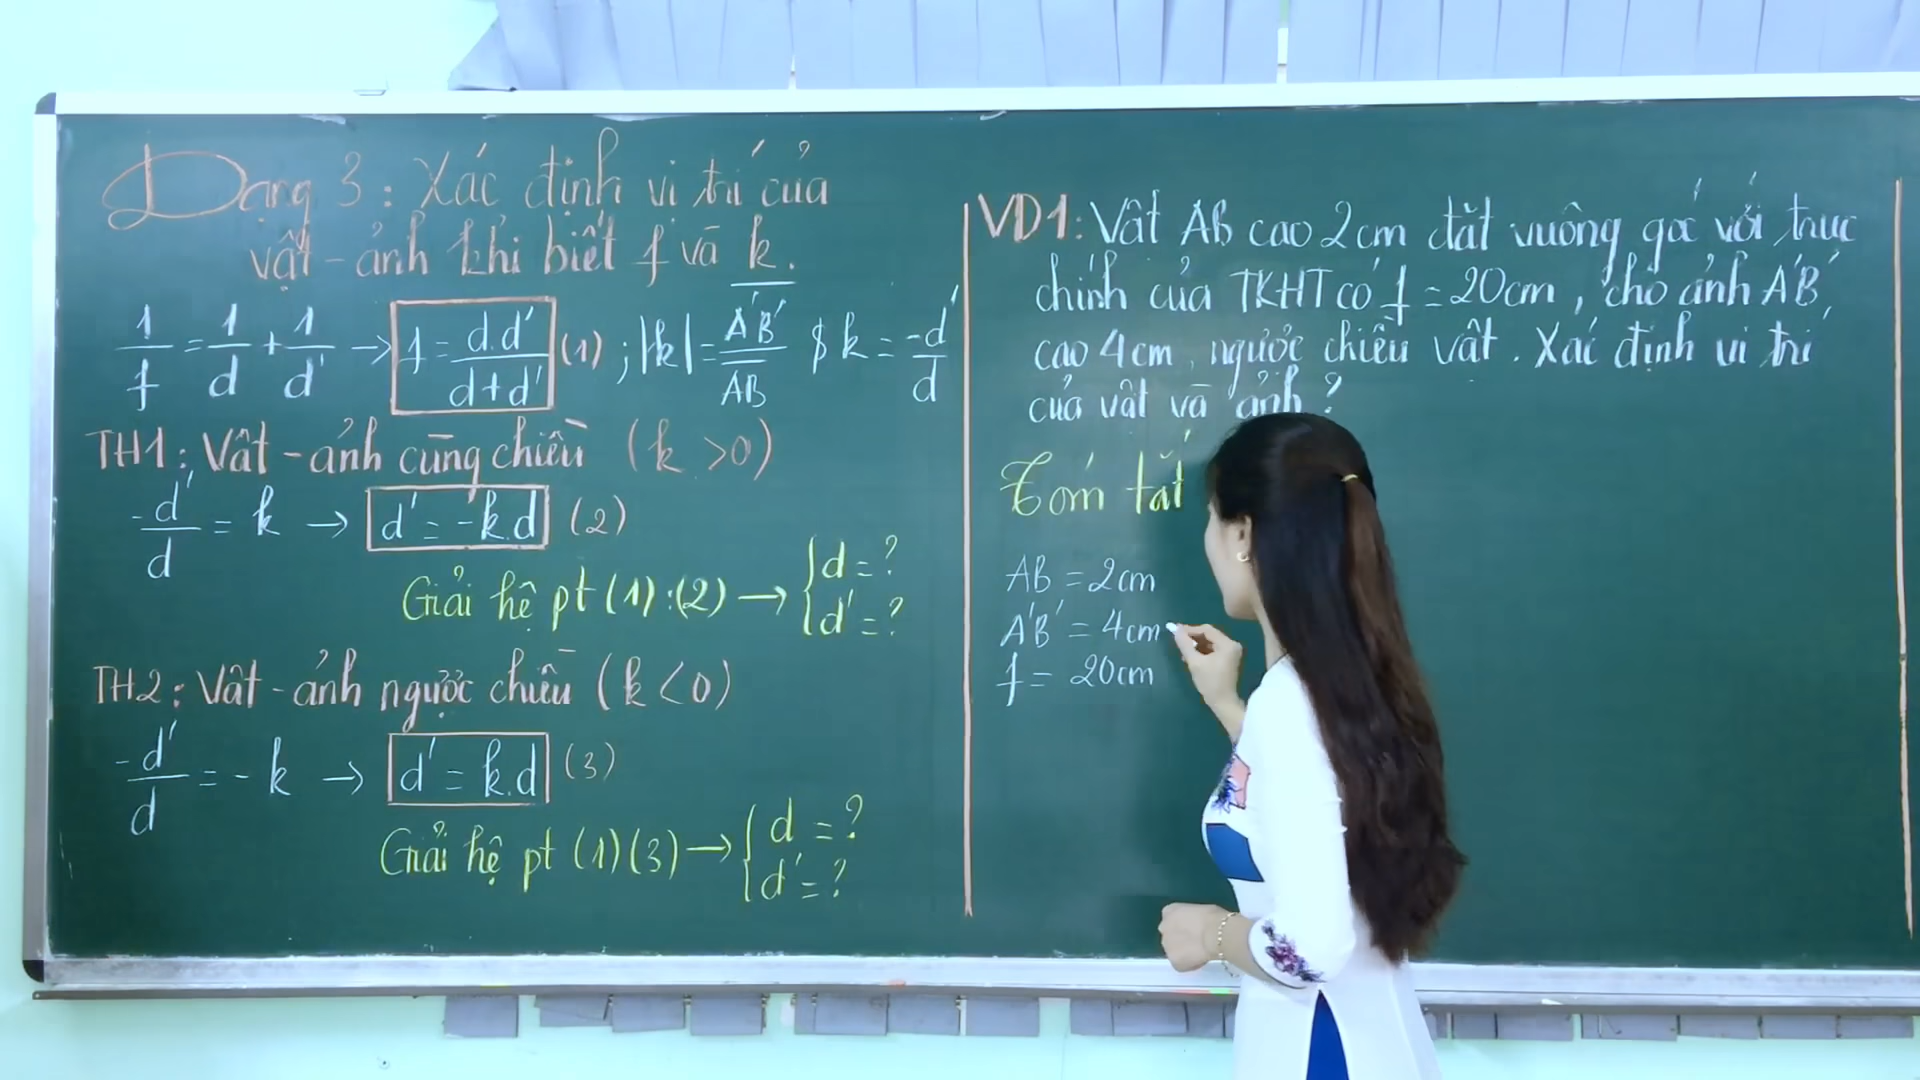 Dạng 3: Xác định vị trí của
vật - ảnh khi biết f và k.
1/f = 1/d + 1/d' → f = d.d'/d+d' (1) ; |k| = A'B'/AB $ k = -d'/d
TH1: Vật - ảnh cùng chiều (k > 0)
-d'/d = k → d' = -k.d (2)
Giải hệ pt (1):(2) → { d = ?
d' = ?
TH2: Vật - ảnh ngược chiều (k < 0)
-d'/d = -k → d' = k.d (3)
Giải hệ pt (1)(3) → { d = ?
d' = ?
VD1: Vật AB cao 2cm đặt vuông góc với trục
chính của TKHT có f = 20cm, cho ảnh A'B'
cao 4cm, ngược chiều vật. Xác định vị trí
của vật và ảnh ?
Tóm tắt
AB = 2cm
A'B' = 4cm
f = 20cm